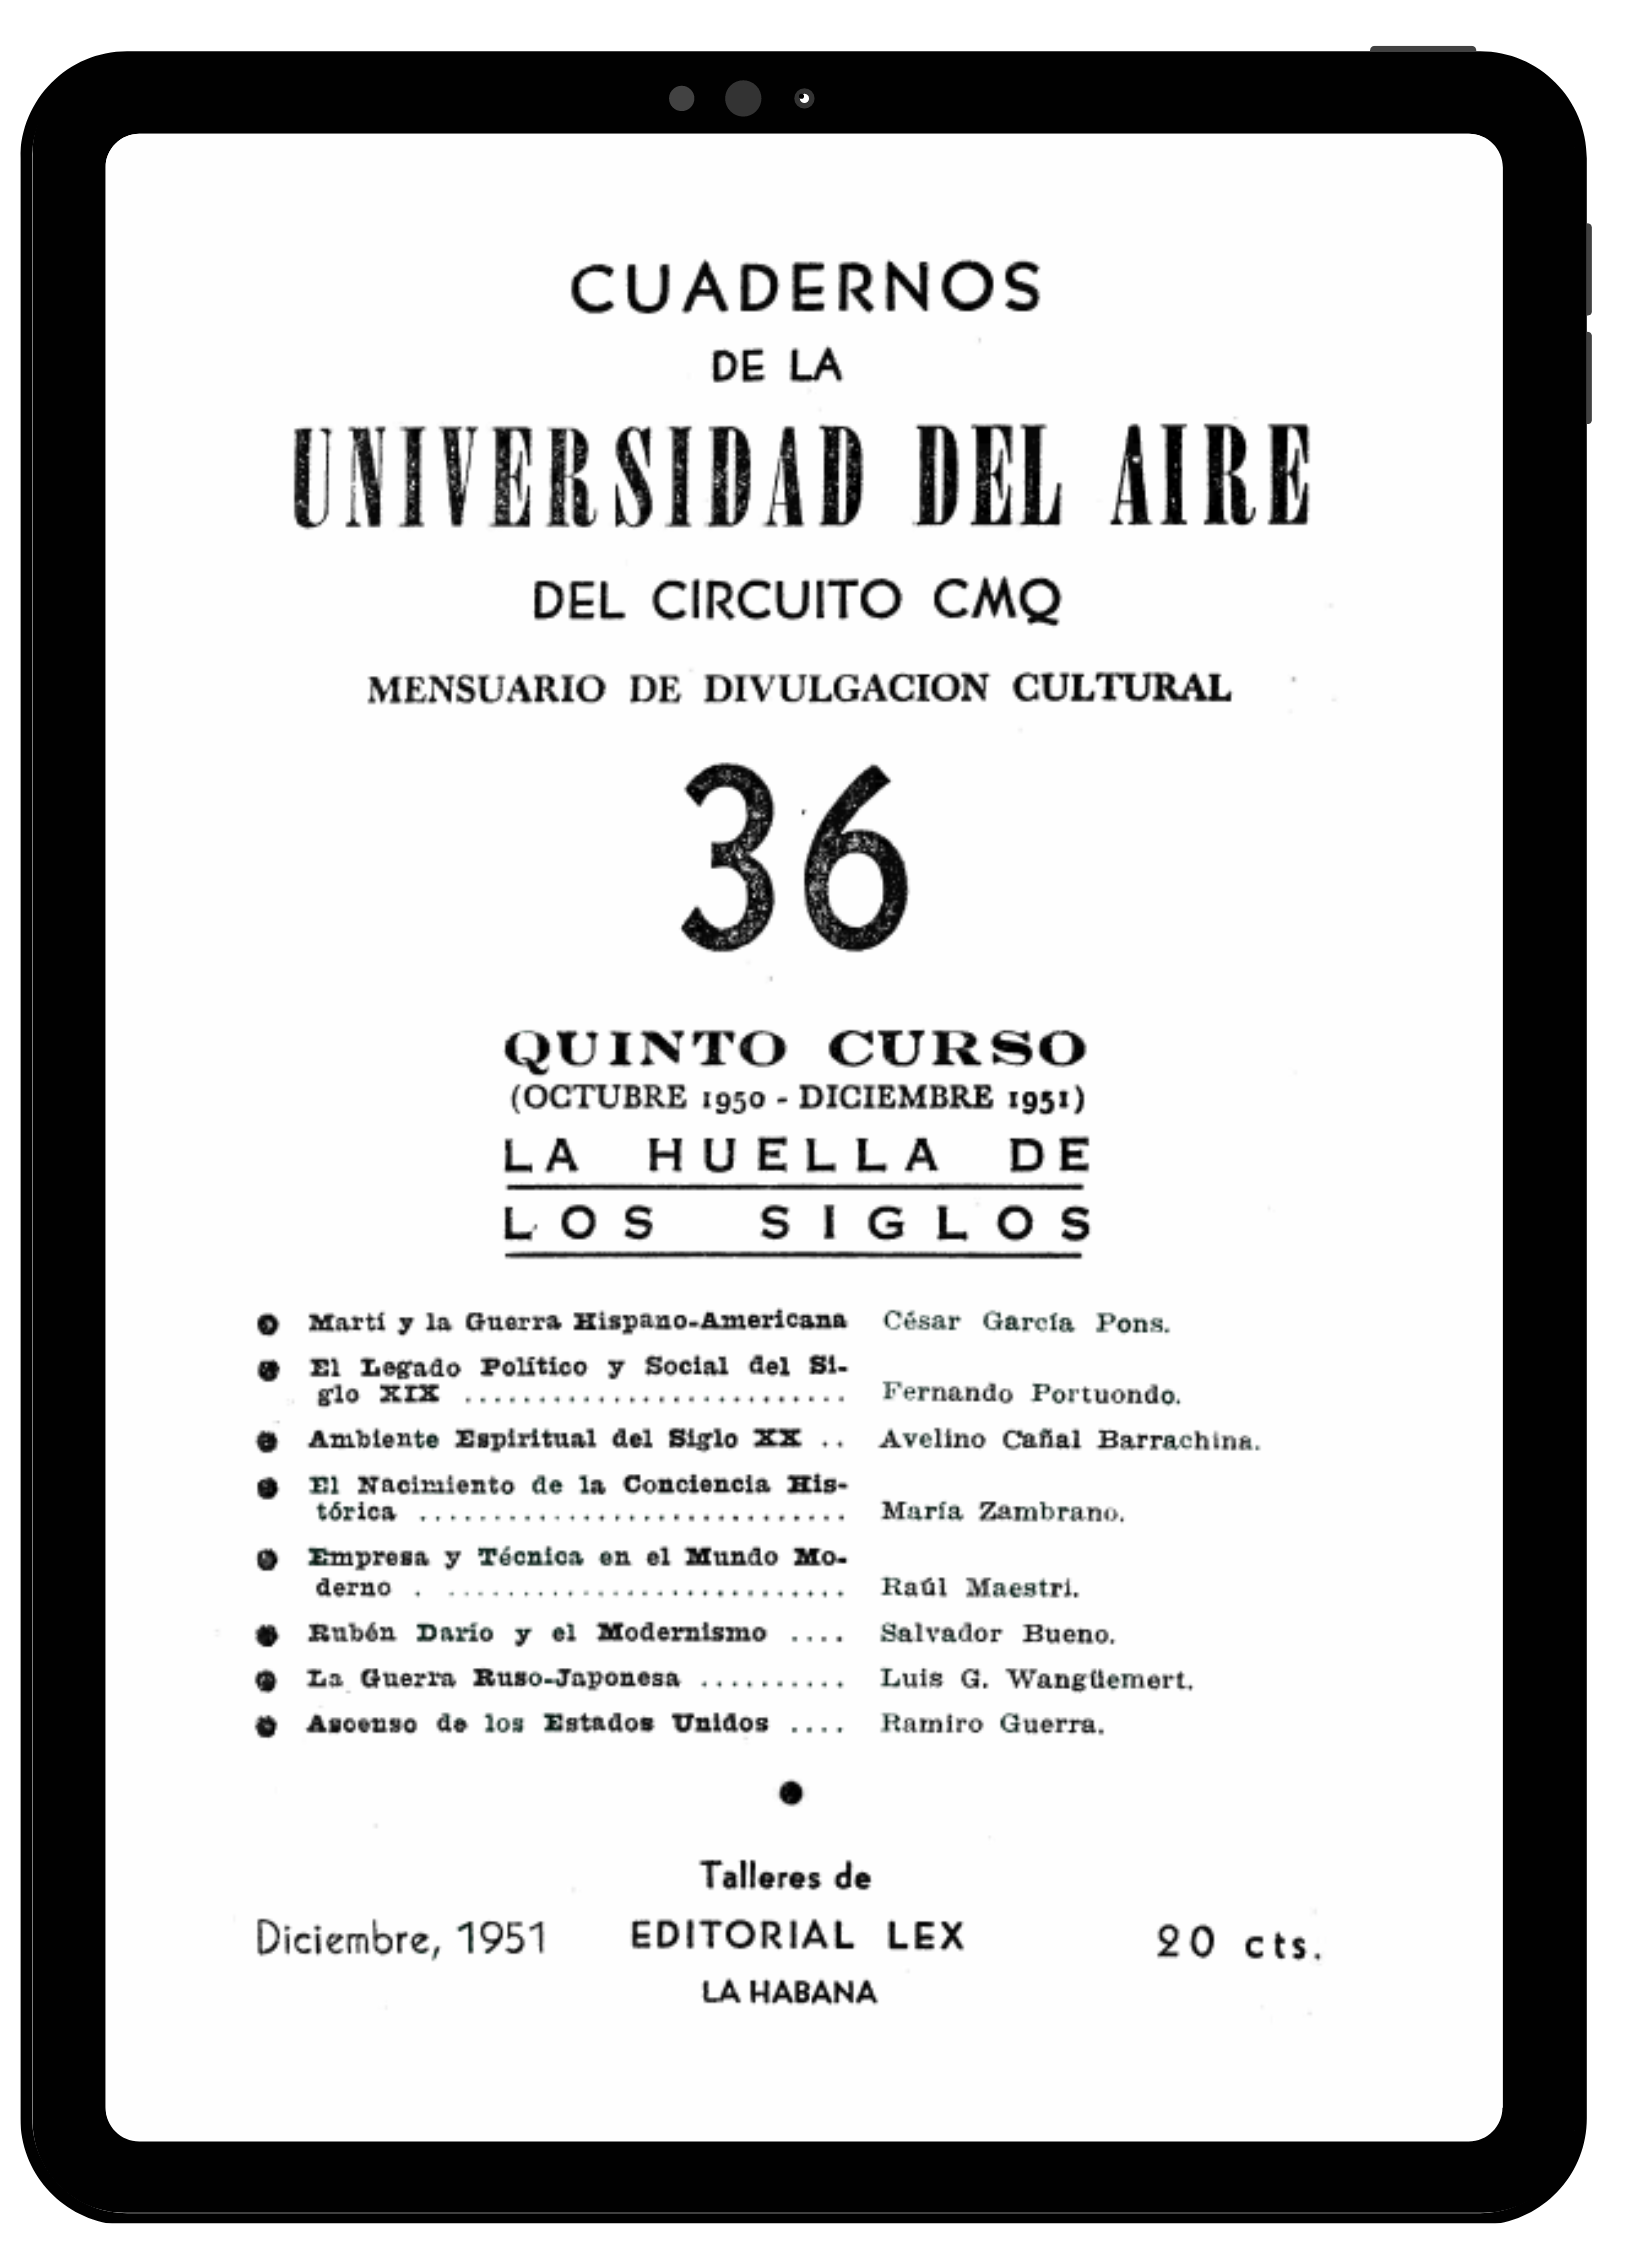 CUADERNOS
DE LA
UNIVERSIDAD DEL AIRE
DEL CIRCUITO CMQ
MENSUARIO DE DIVULGACION CULTURAL
36
QUINTO CURSO
(OCTUBRE 1950 - DICIEMBRE 1951)
LA HUELLA DE
LOS SIGLOS
● Martí y la Guerra Hispano-Americana César García Pons.
● El Legado Político y Social del Si-
glo XIX .......................... Fernando Portuondo.
● Ambiente Espiritual del Siglo XX .. Avelino Cañal Barrachina.
● El Nacimiento de la Conciencia His-
tórica ............................. María Zambrano.
● Empresa y Técnica en el Mundo Mo-
derno . ........................... Raúl Maestri.
● Rubén Darío y el Modernismo .... Salvador Bueno.
● La Guerra Ruso-Japonesa .......... Luis G. Wangüemert.
● Ascenso de los Estados Unidos .... Ramiro Guerra.
●
Talleres de
Diciembre, 1951 EDITORIAL LEX 20 cts.
LA HABANA